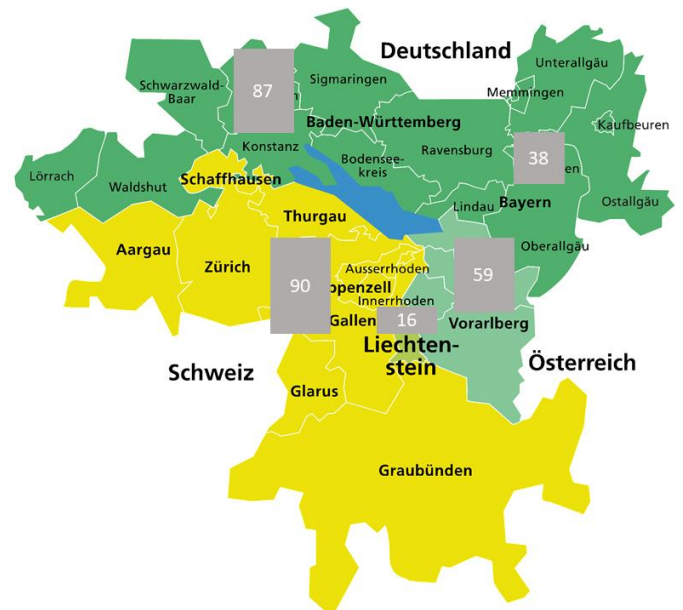 Deutschland
Unterallgäu
Sigmaringen
Schwarzwald-
Baar
87
Memmingen
Baden-Württemberg
Kaufbeuren
Konstanz
Bodensee-
kreis
Ravensburg
38
Lörrach
Waldshut
Schaffhausen
Lindau
Bayern
Ostallgäu
Thurgau
Oberallgäu
Aargau
Zürich
Ausserrhoden
59
90
Innerrhoden
Gallen
16
Vorarlberg
Liechten-
stein
Schweiz
Österreich
Glarus
Graubünden